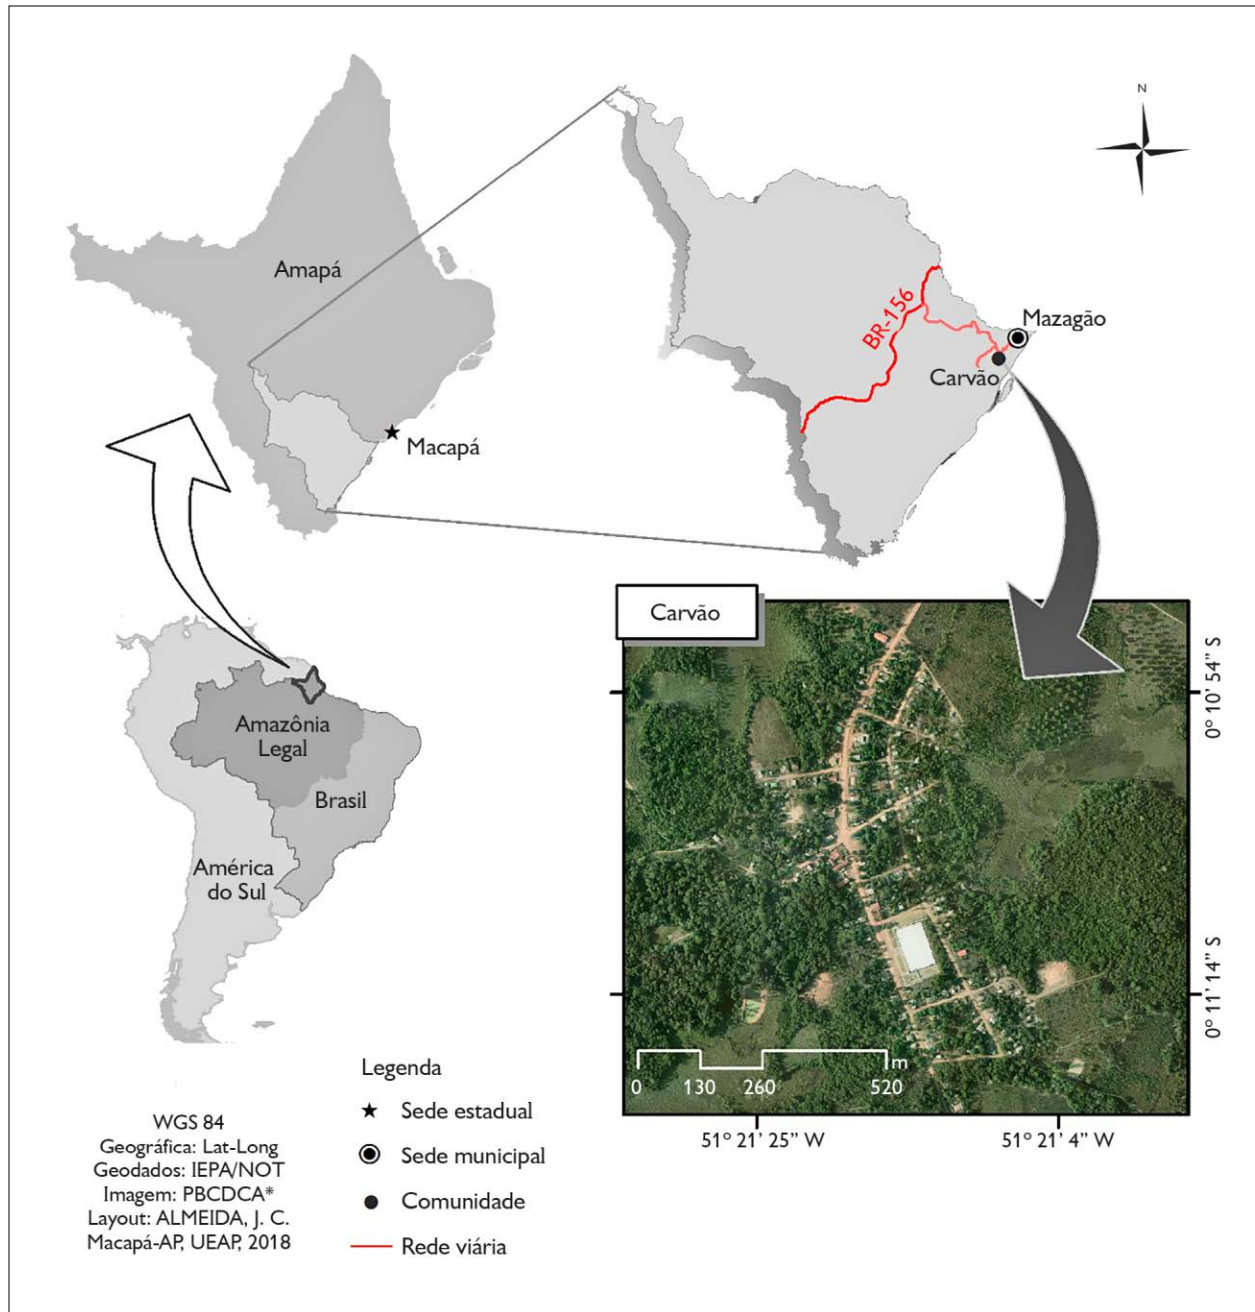 N
Amapá
Macapá
BR-156
Mazagão
Carvão
Carvão
0° 10' 54” S
0° 11' 14” S
51° 21' 25” W
51° 21' 4” W
0 130 260 520
m
Amazônia
Legal
Brasil
América
do Sul
Legenda
Sede estadual
Sede municipal
Comunidade
Rede viária
WGS 84
Geográfica: Lat-Long
Geodados: IEPA/NOT
Imagem: PBCDCA*
Layout: ALMEIDA, J. C.
Macapá-AP, UEAP, 2018